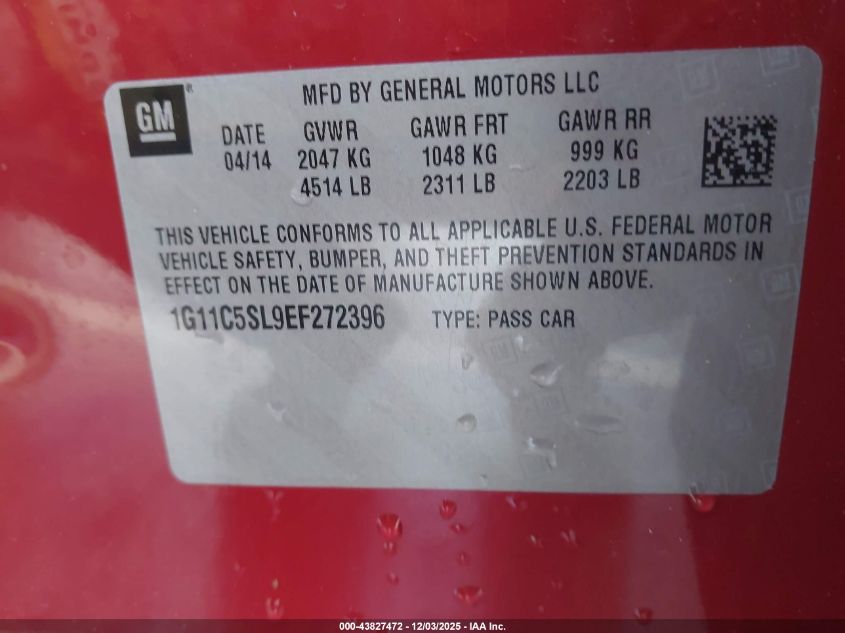 GM ®
MFD BY GENERAL MOTORS LLC
DATE GVWR GAWR FRT GAWR RR
04/14 2047 KG 1048 KG 999 KG
4514 LB 2311 LB 2203 LB
THIS VEHICLE CONFORMS TO ALL APPLICABLE U.S. FEDERAL MOTOR
VEHICLE SAFETY, BUMPER, AND THEFT PREVENTION STANDARDS IN
EFFECT ON THE DATE OF MANUFACTURE SHOWN ABOVE.
1G11C5SL9EF272396 TYPE: PASS CAR
000-43827472 - 12/03/2025 - IAA Inc.